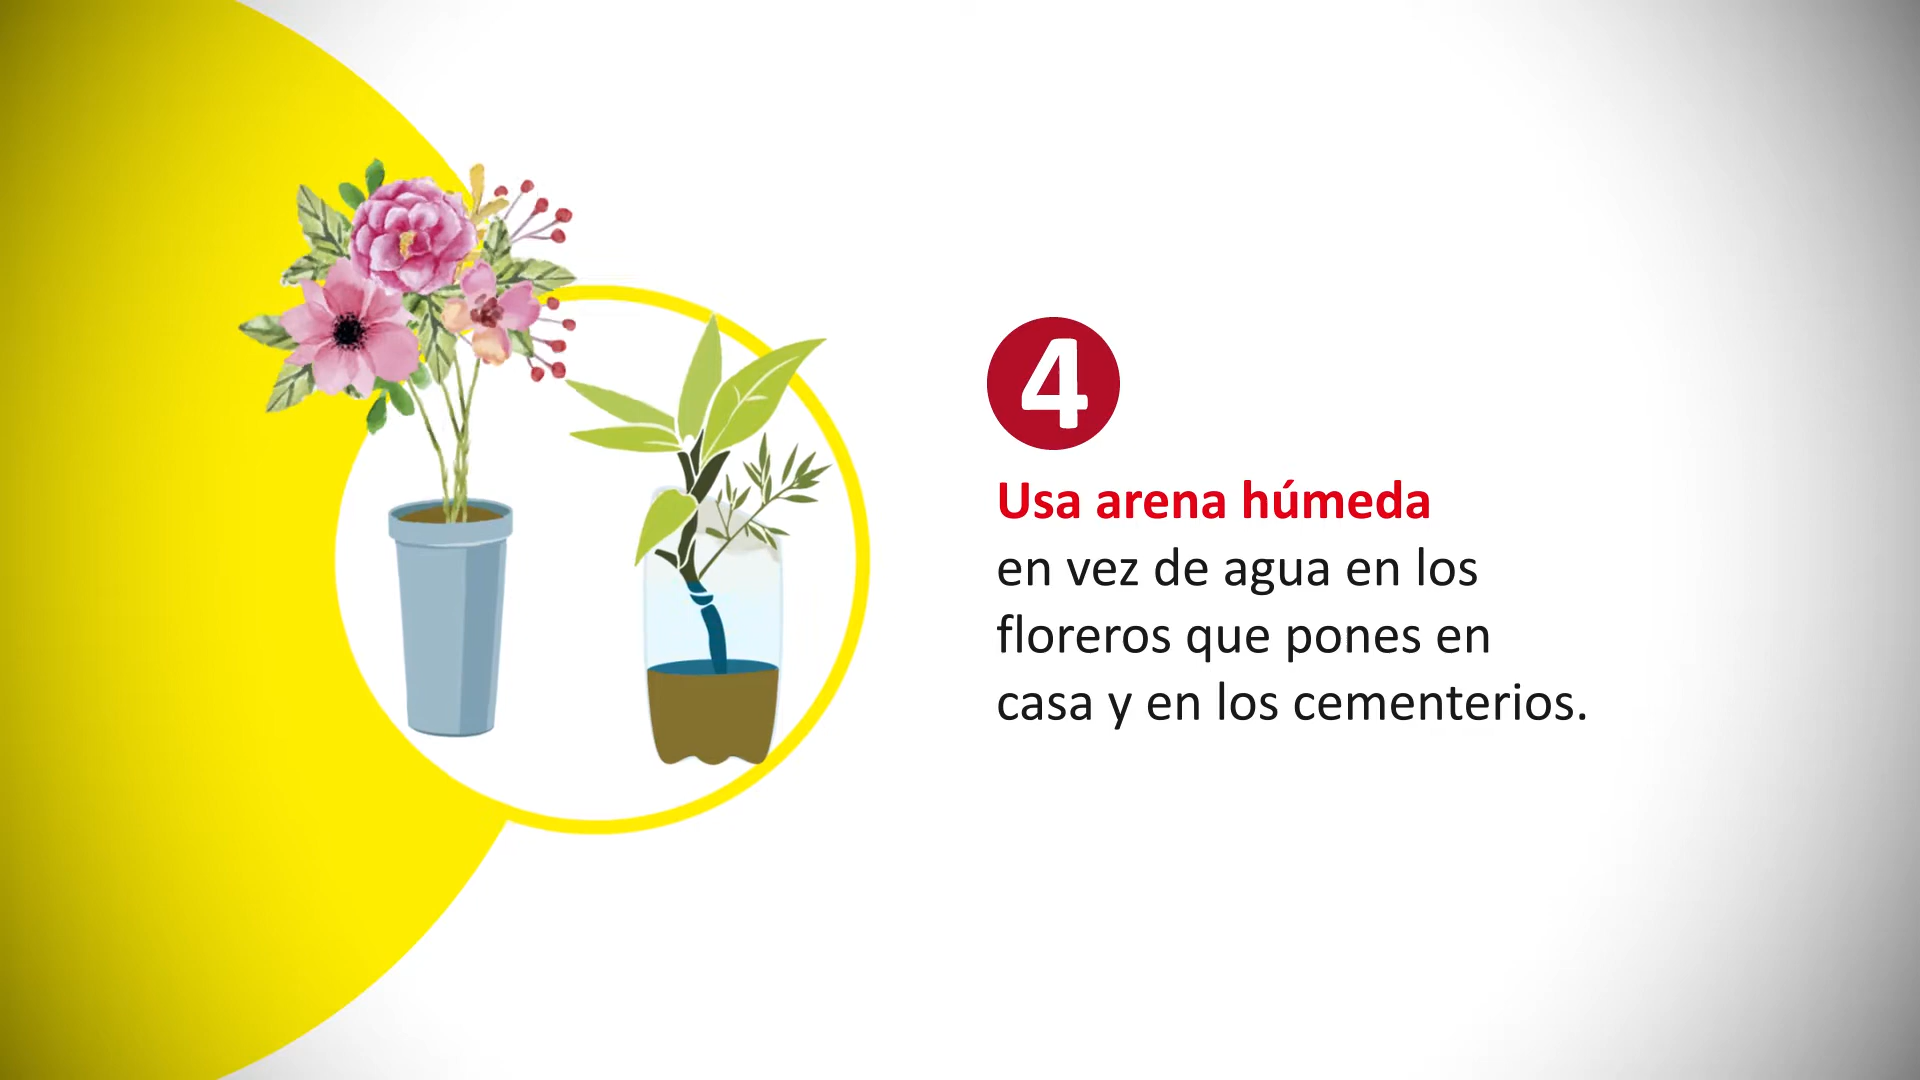 4
Usa arena húmeda
en vez de agua en los
floreros que pones en
casa y en los cementerios.